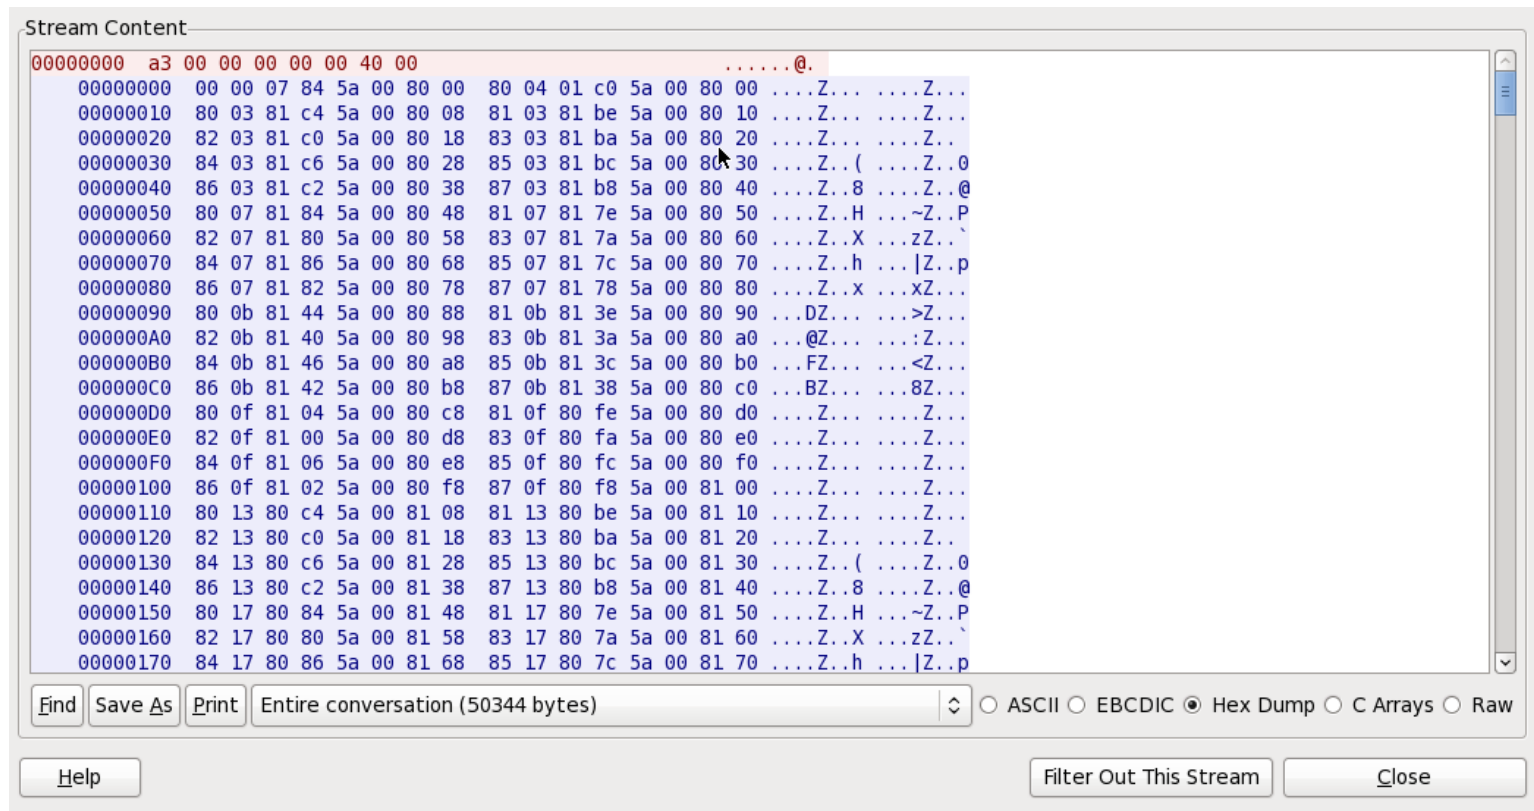 Stream Content
00000000  a3 00 00 00 00 00 40 00                            ......@.
    00000000  00 00 07 84 5a 00 80 00  80 04 01 c0 5a 00 80 00 ....Z... ....Z...
    00000010  80 03 81 c4 5a 00 80 08  81 03 81 be 5a 00 80 10 ....Z... ....Z...
    00000020  82 03 81 c0 5a 00 80 18  83 03 81 ba 5a 00 80 20 ....Z... ....Z.. 
    00000030  84 03 81 c6 5a 00 80 28  85 03 81 bc 5a 00 80 30 ....Z..( ....Z..0
    00000040  86 03 81 c2 5a 00 80 38  87 03 81 b8 5a 00 80 40 ....Z..8 ....Z..@
    00000050  80 07 81 84 5a 00 80 48  81 07 81 7e 5a 00 80 50 ....Z..H ...~Z..P
    00000060  82 07 81 80 5a 00 80 58  83 07 81 7a 5a 00 80 60 ....Z..X ...zZ..`
    00000070  84 07 81 86 5a 00 80 68  85 07 81 7c 5a 00 80 70 ....Z..h ...|Z..p
    00000080  86 07 81 82 5a 00 80 78  87 07 81 78 5a 00 80 80 ....Z..x ...xZ...
    00000090  80 0b 81 44 5a 00 80 88  81 0b 81 3e 5a 00 80 90 ...DZ... ...>Z...
    000000A0  82 0b 81 40 5a 00 80 98  83 0b 81 3a 5a 00 80 a0 ...@Z... ...:Z...
    000000B0  84 0b 81 46 5a 00 80 a8  85 0b 81 3c 5a 00 80 b0 ...FZ... ...<Z...
    000000C0  86 0b 81 42 5a 00 80 b8  87 0b 81 38 5a 00 80 c0 ...BZ... ...8Z...
    000000D0  80 0f 81 04 5a 00 80 c8  81 0f 80 fe 5a 00 80 d0 ....Z... ....Z...
    000000E0  82 0f 81 00 5a 00 80 d8  83 0f 80 fa 5a 00 80 e0 ....Z... ....Z...
    000000F0  84 0f 81 06 5a 00 80 e8  85 0f 80 fc 5a 00 80 f0 ....Z... ....Z...
    00000100  86 0f 81 02 5a 00 80 f8  87 0f 80 f8 5a 00 81 00 ....Z... ....Z...
    00000110  80 13 80 c4 5a 00 81 08  81 13 80 be 5a 00 81 10 ....Z... ....Z...
    00000120  82 13 80 c0 5a 00 81 18  83 13 80 ba 5a 00 81 20 ....Z... ....Z.. 
    00000130  84 13 80 c6 5a 00 81 28  85 13 80 bc 5a 00 81 30 ....Z..( ....Z..0
    00000140  86 13 80 c2 5a 00 81 38  87 13 80 b8 5a 00 81 40 ....Z..8 ....Z..@
    00000150  80 17 80 84 5a 00 81 48  81 17 80 7e 5a 00 81 50 ....Z..H ...~Z..P
    00000160  82 17 80 80 5a 00 81 58  83 17 80 7a 5a 00 81 60 ....Z..X ...zZ..`
    00000170  84 17 80 86 5a 00 81 68  85 17 80 7c 5a 00 81 70 ....Z..h ...|Z..p
Find Save As Print Entire conversation (50344 bytes) ASCII EBCDIC Hex Dump C Arrays Raw
Help Filter Out This Stream Close